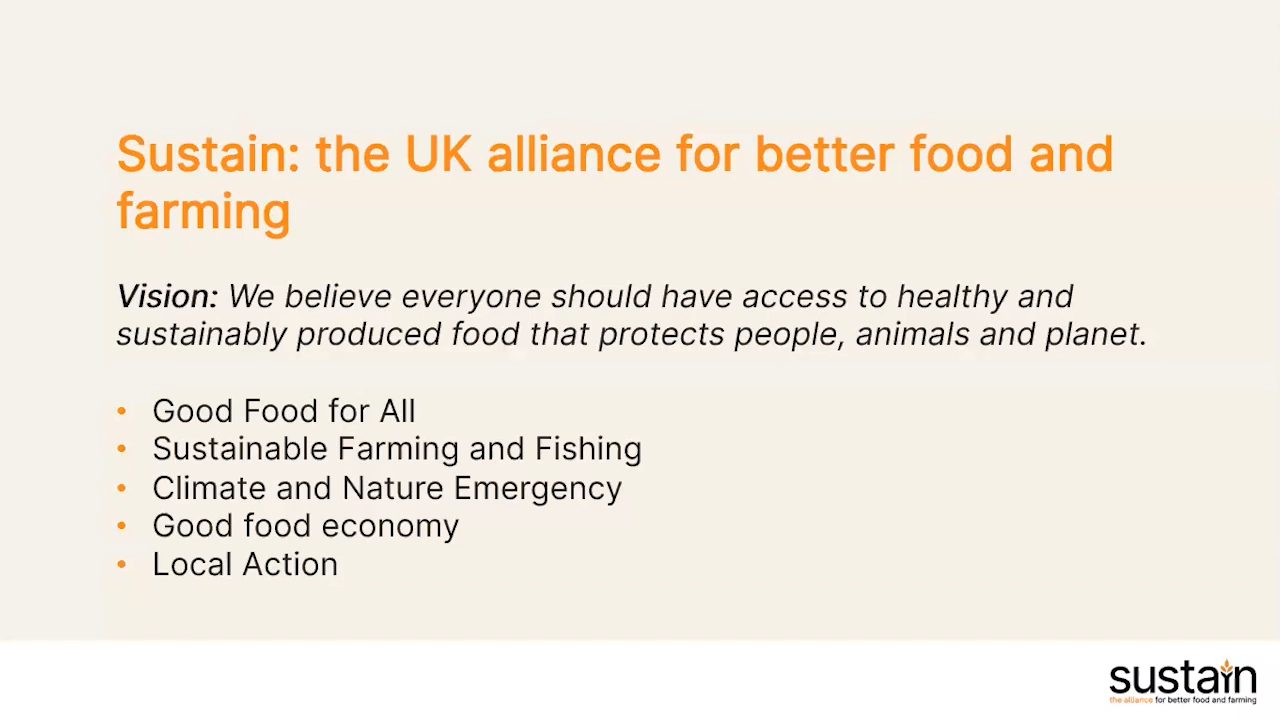 Sustain: the UK alliance for better food and
farming
Vision: We believe everyone should have access to healthy and
sustainably produced food that protects people, animals and planet.
• Good Food for All
• Sustainable Farming and Fishing
• Climate and Nature Emergency
• Good food economy
• Local Action
sustain
the alliance for better food and farming